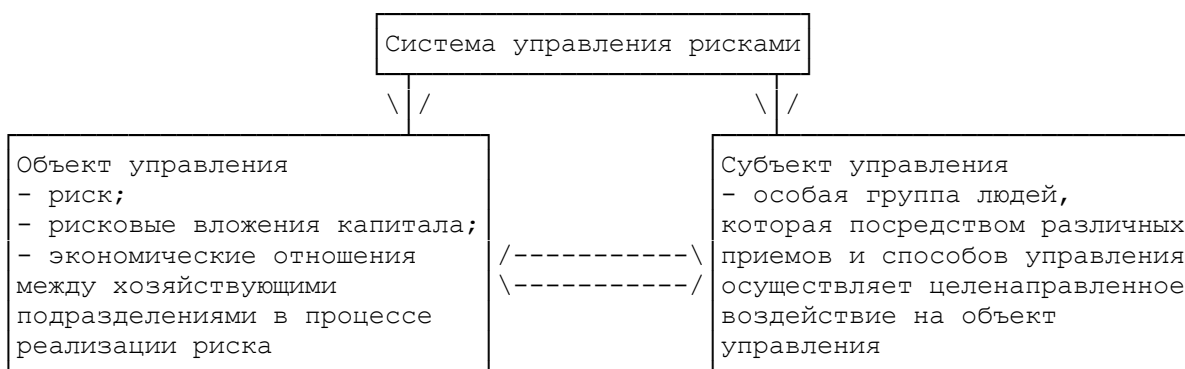 Система управления рисками
Объект управления
- риск;
- рисковые вложения капитала;
- экономические отношения
между хозяйствующими
подразделениями в процессе
реализации риска
Субъект управления
- особая группа людей,
которая посредством различных
приемов и способов управления
осуществляет целенаправленное
воздействие на объект
управления